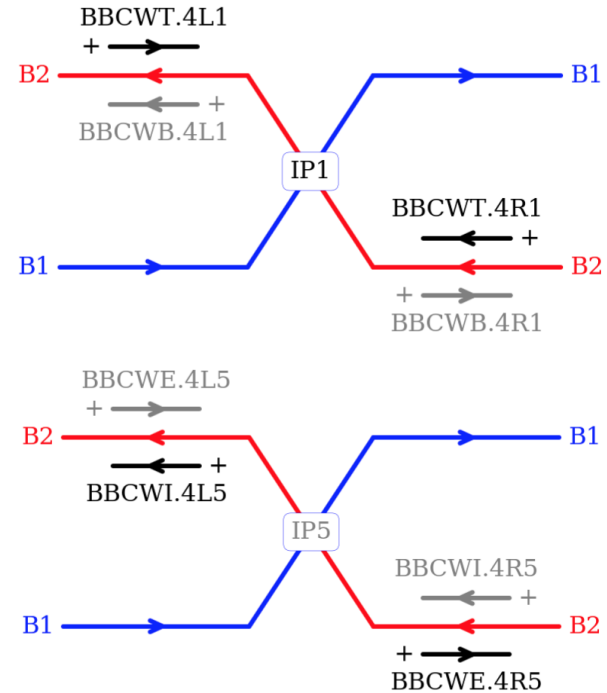 BBCWT.4L1
+
B2
B1
+
BBCWB.4L1
IP1
BBCWT.4R1
+
B1
B2
+
BBCWB.4R1
BBCWE.4L5
+
B2
B1
+
BBCWI.4L5
IP5
BBCWI.4R5
+
B1
B2
+
BBCWE.4R5